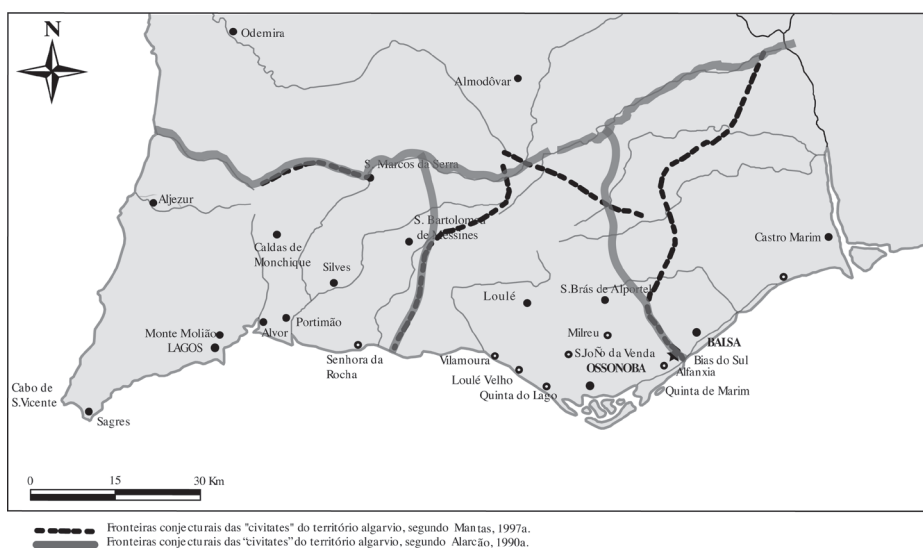 N
Odemira
Almodôvar
S. Marcos da Serra
Aljezur
S. Bartolomeu
de Messines
Castro Marim
Caldas de
Monchique
Silves
S.Brás de Alportel
Loulé
Portimão
Alvor
Monte Molião
LAGOS
Milreu
BALSA
Senhora da
Rocha
Vilamoura
S.JoÑo da Venda
Bias do Sul
OSSONOBA
Alfanxia
Loulé Velho
Quinta do Lago
Quinta de Marim
Cabo de
S.Vicente
Sagres
0 15 30 Km
Fronteiras conjecturais das "civitates" do território algarvio, segundo Mantas, 1997a.
Fronteiras conjecturais das "civitates" do território algarvio, segundo Alarcão, 1990a.